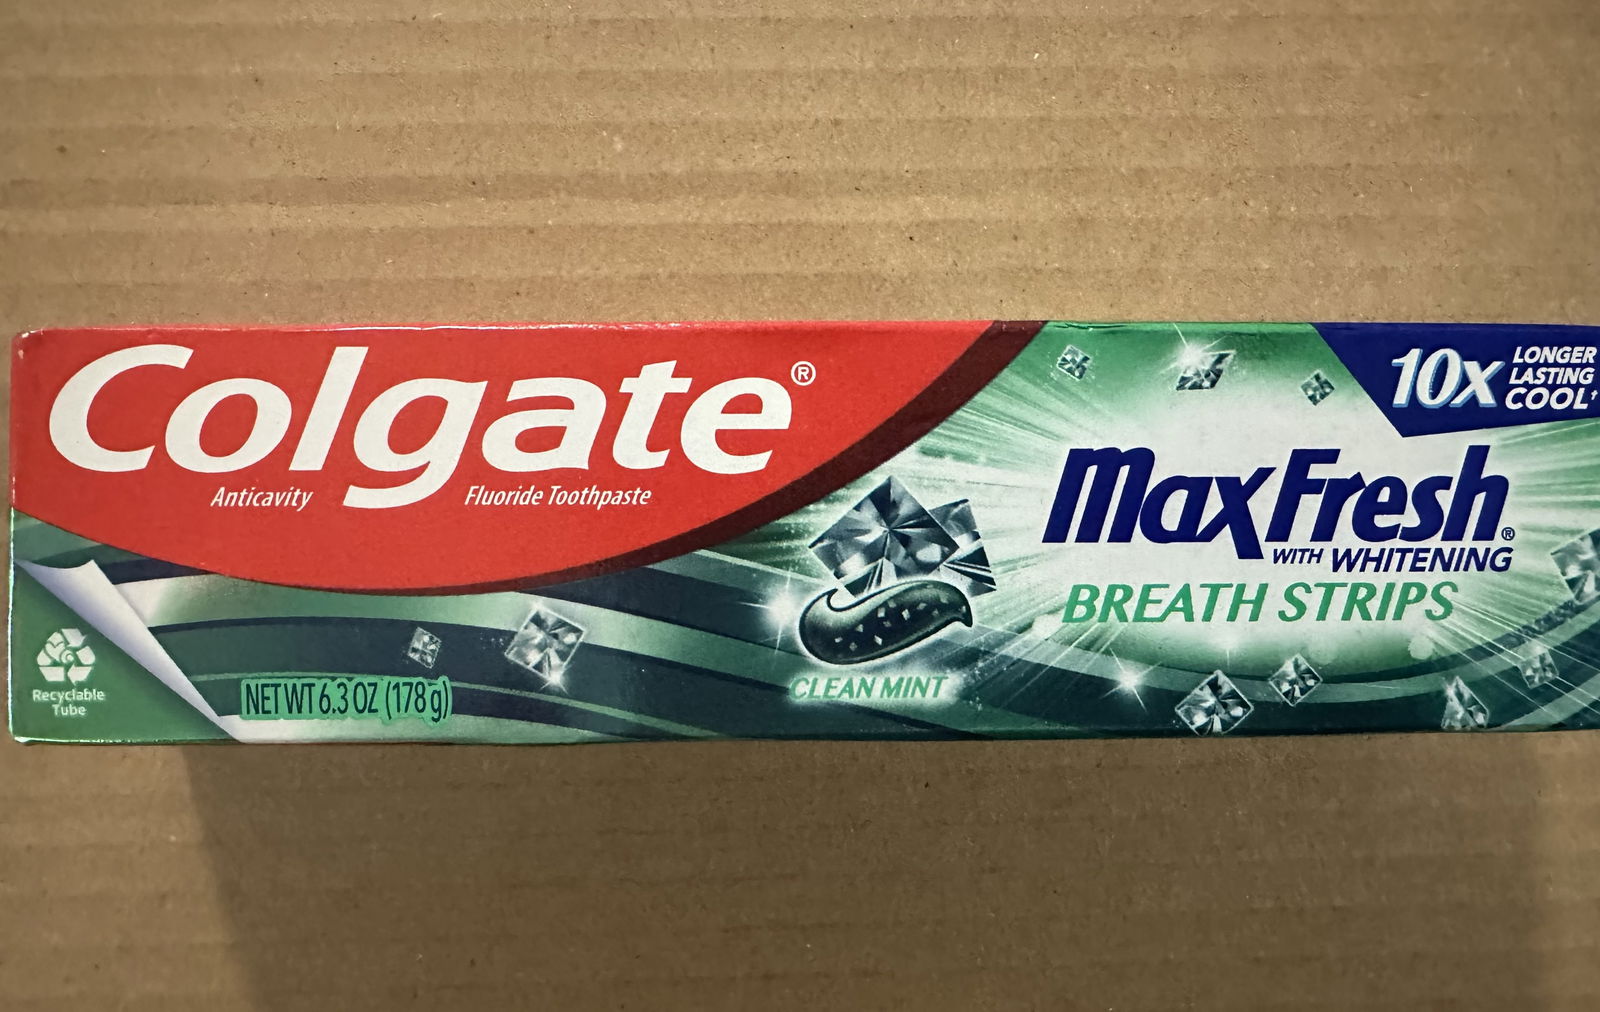 Colgate®
Anticavity Fluoride Toothpaste
10x LONGER
LASTING
COOL†
MaxFresh®
WITH WHITENING
BREATH STRIPS
CLEAN MINT
Recyclable
Tube
NET WT 6.3 OZ (178 g)